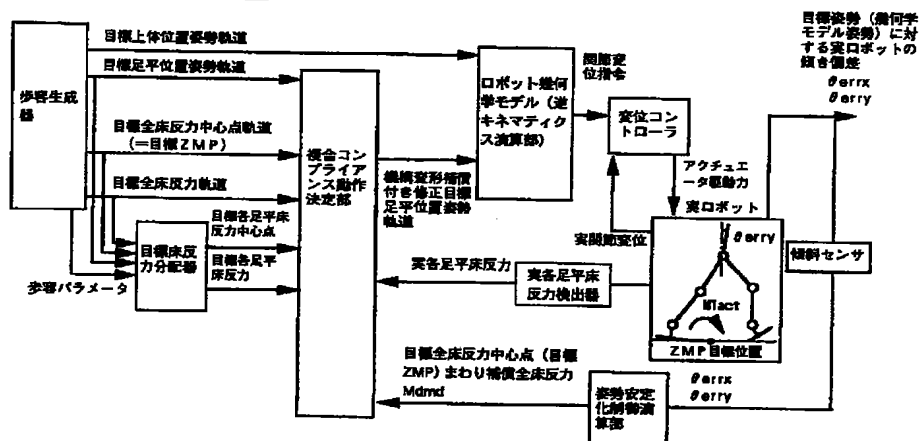 目標上体位置姿勢軌道
目標足平位置姿勢軌道
歩容生成
器
目標全床反力中心点軌道
(=目標ZMP)
目標全床反力軌道
目標床反
力分配器
目標各足平床
反力中心点
目標各足平
床反力
歩容パラメータ
複合コン
プライア
ンス動作
決定部
機構変形補償
付き修正目標
足平位置姿勢
軌道
ロボット幾何
学モデル(逆
キネマティク
ス演算部)
関節変
位指令
変位コン
トローラ
アクチュエ
ータ駆動力
実ロボット
実関節変位
θerry
MTact
ZMP目標位置
目標姿勢(幾何学
モデル姿勢)に対
する実ロボットの
傾き偏差
θerrx
θerry
傾斜センサ
実各足平床反力
実各足平床
反力検出器
目標全床反力中心点(目標
ZMP)まわり補償全床反力
Mdmd
姿勢安定
化制御演
算部
θerrx
θerry